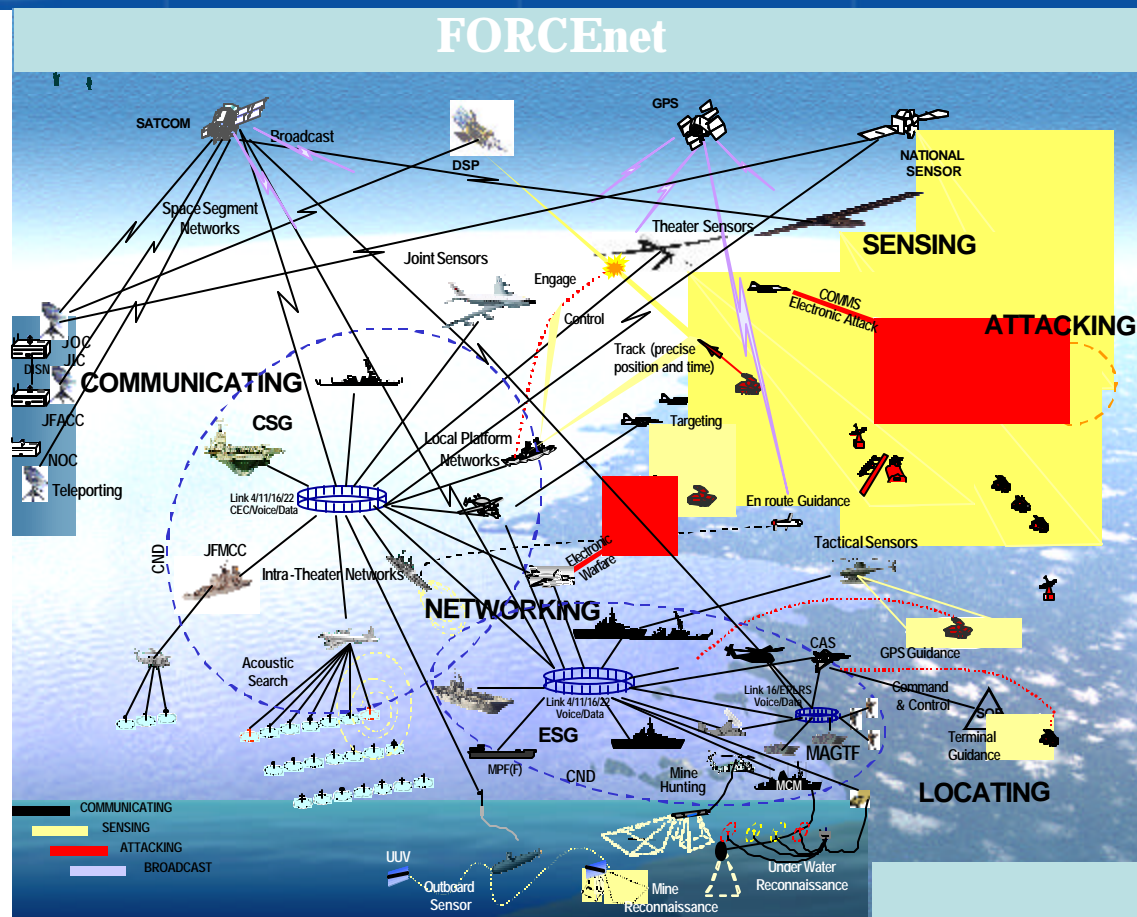 FORCEnet
SATCOM
Broadcast
DSP
GPS
NATIONAL
SENSOR
Space Segment
Networks
Theater Sensors
SENSING
Joint Sensors
Engage
Control
COMMS
Electronic Attack
ATTACKING
JOC
JIC
DISN
JFACC
NOC
Teleporting
COMMUNICATING
CSG
Track (precise
position and time)
Targeting
Local Platform
Networks
Link 4/11/16/22
CEC/Voice/Data
En route Guidance
CND
JFMCC
Intra-Theater Networks
Electronic
Warfare
Tactical Sensors
NETWORKING
Acoustic
Search
CAS
GPS Guidance
Link 4/11/16/22
Voice/Data
Link 16/EPLRS
Voice/Data
Command
& Control
SOF
Terminal
Guidance
ESG
MPF(F)
CND
Mine
Hunting
MAGTF
MCM
LOCATING
COMMUNICATING
SENSING
ATTACKING
BROADCAST
UUV
Outboard
Sensor
Mine
Reconnaissance
Under Water
Reconnaissance